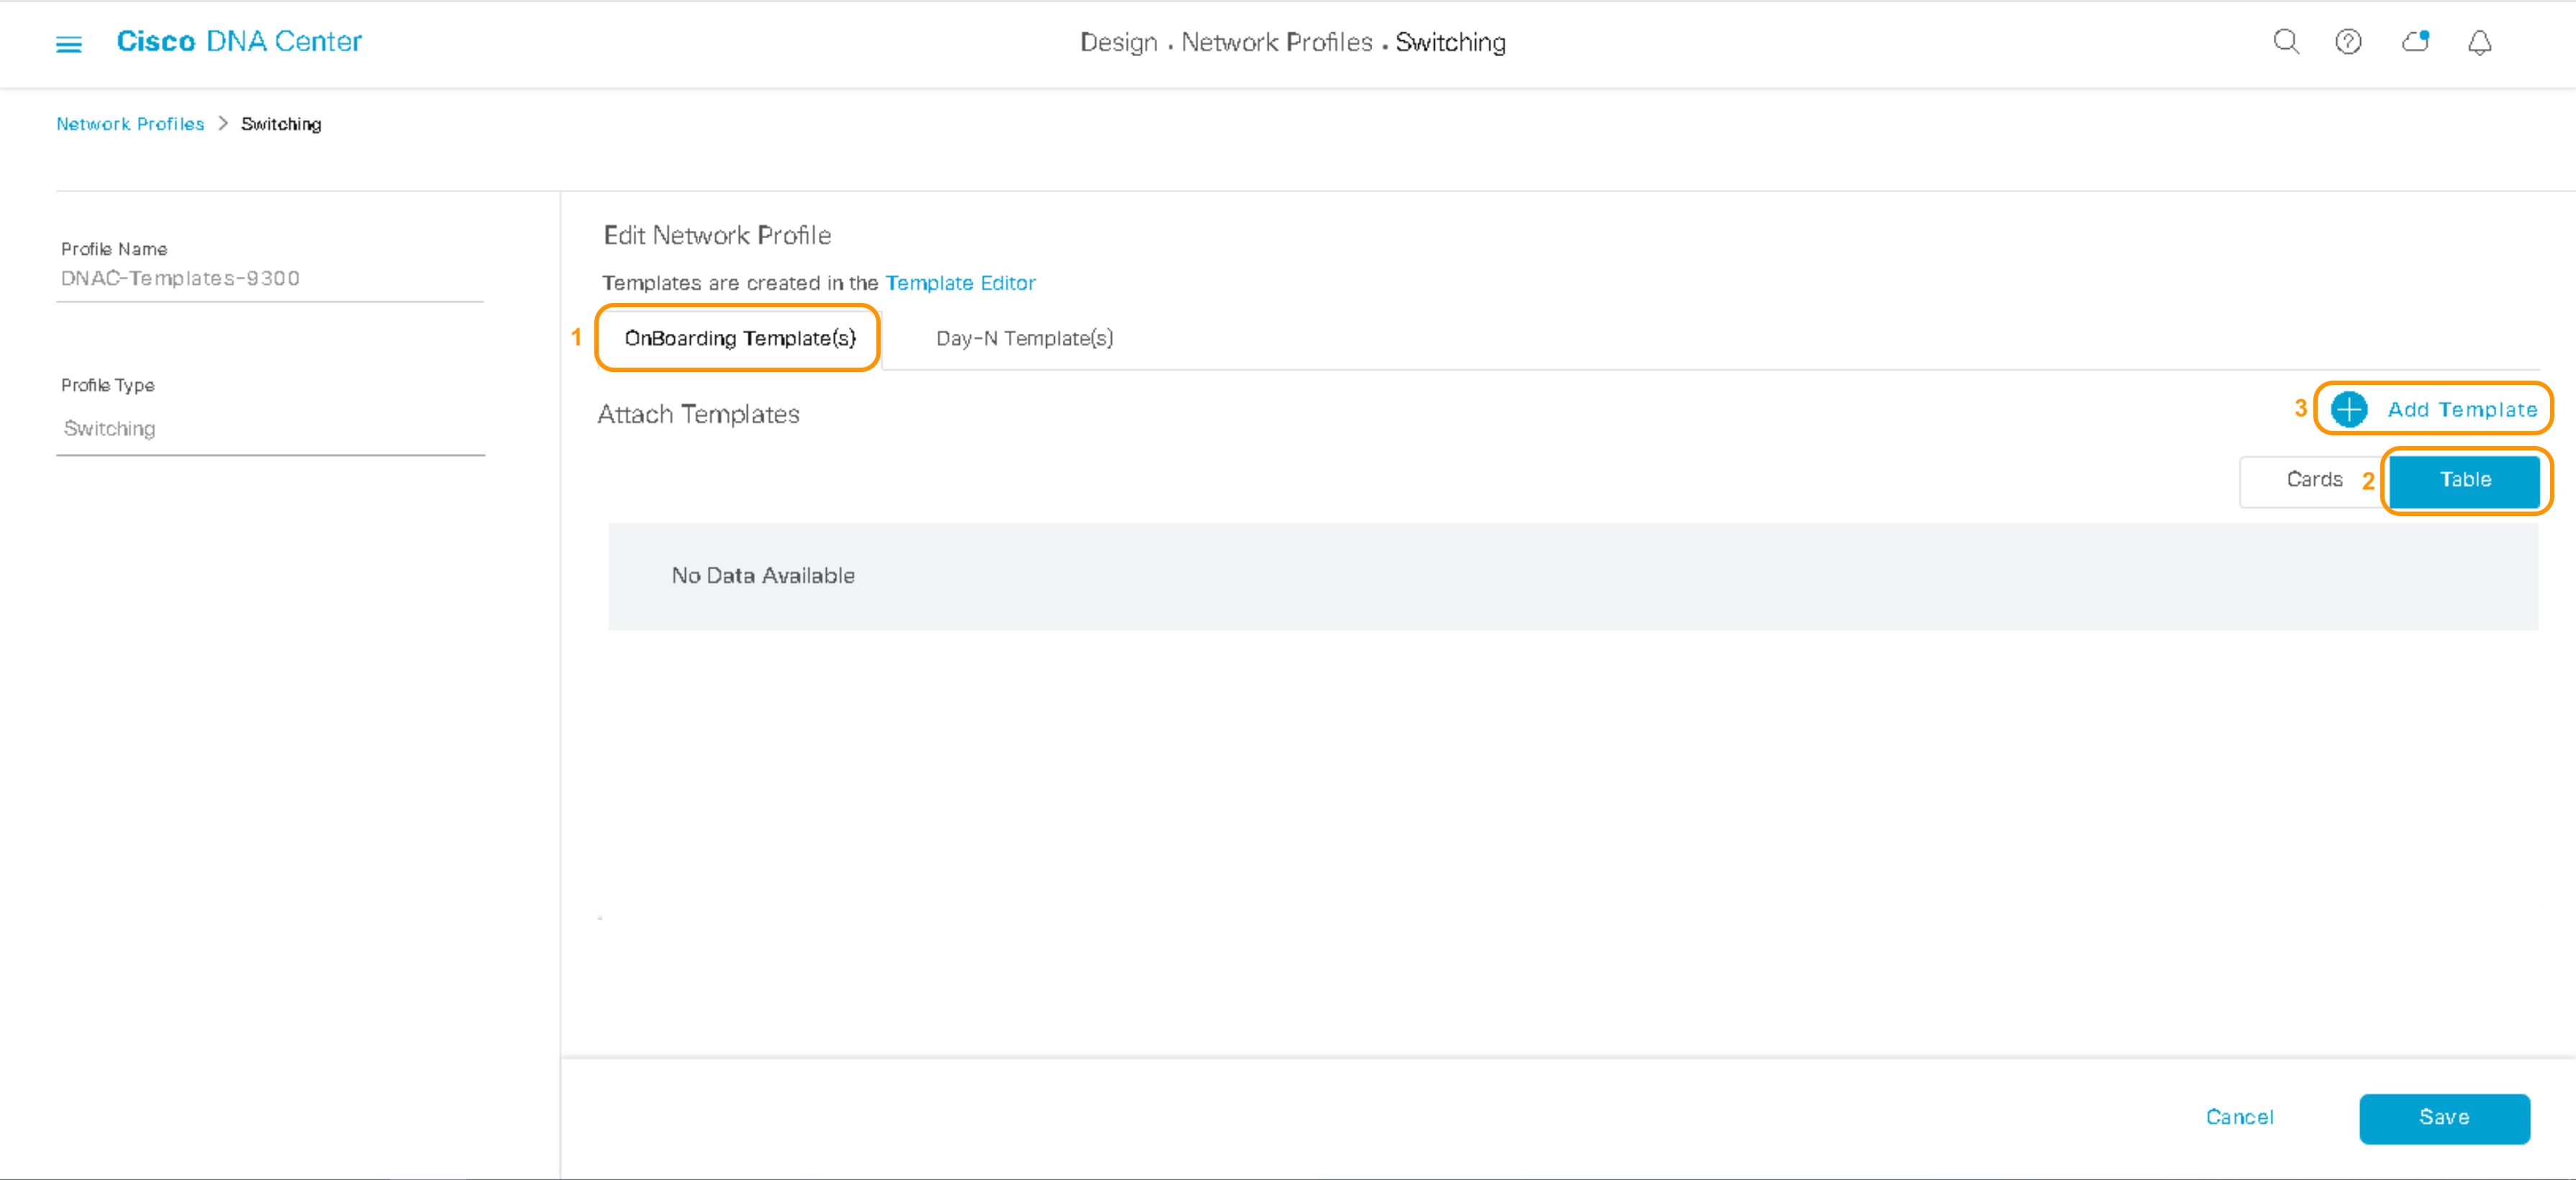 Cisco DNA Center
Design • Network Profiles • Switching
Network Profiles > Switching
Profile Name
DNAC-Templates-9300
Profile Type
Switching
Edit Network Profile
Templates are created in the Template Editor
1 OnBoarding Template(s) Day-N Template(s)
Attach Templates
3 Add Template
Cards 2 Table
No Data Available
Cancel Save